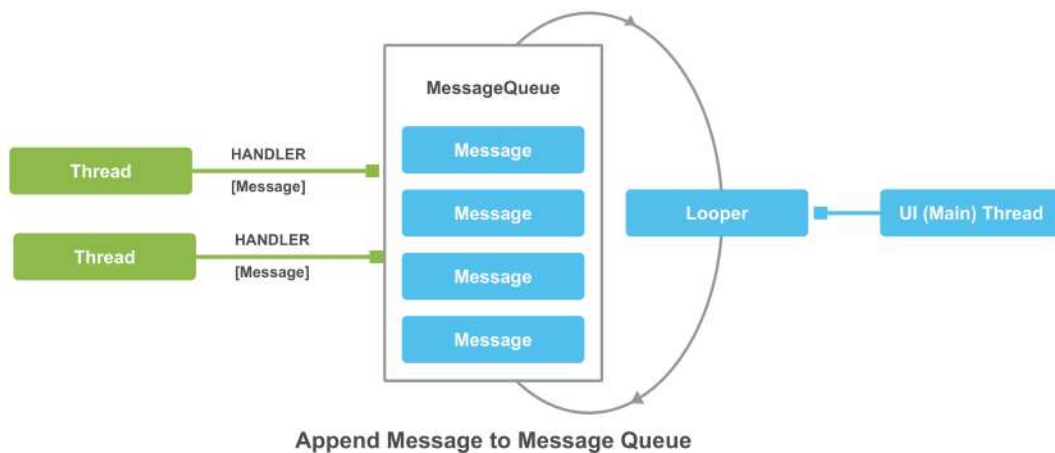 MessageQueue
Message
Thread
HANDLER
[Message]
Message
Looper
UI (Main) Thread
Thread
HANDLER
[Message]
Message
Message
Append Message to Message Queue